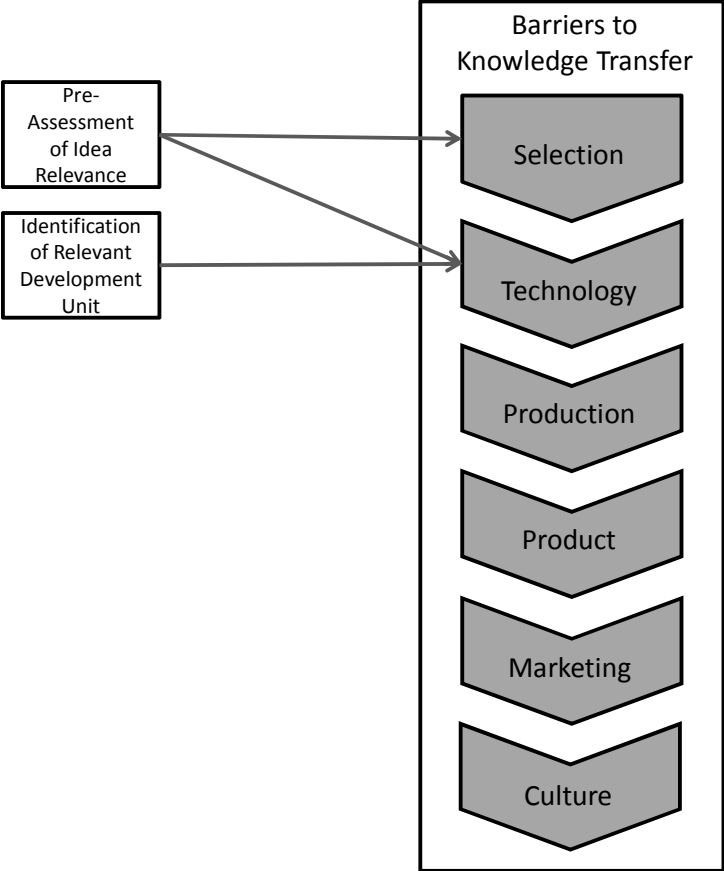 Barriers to
Knowledge Transfer
Pre-
Assessment
of Idea
Relevance
Identification
of Relevant
Development
Unit
Selection
Technology
Production
Product
Marketing
Culture